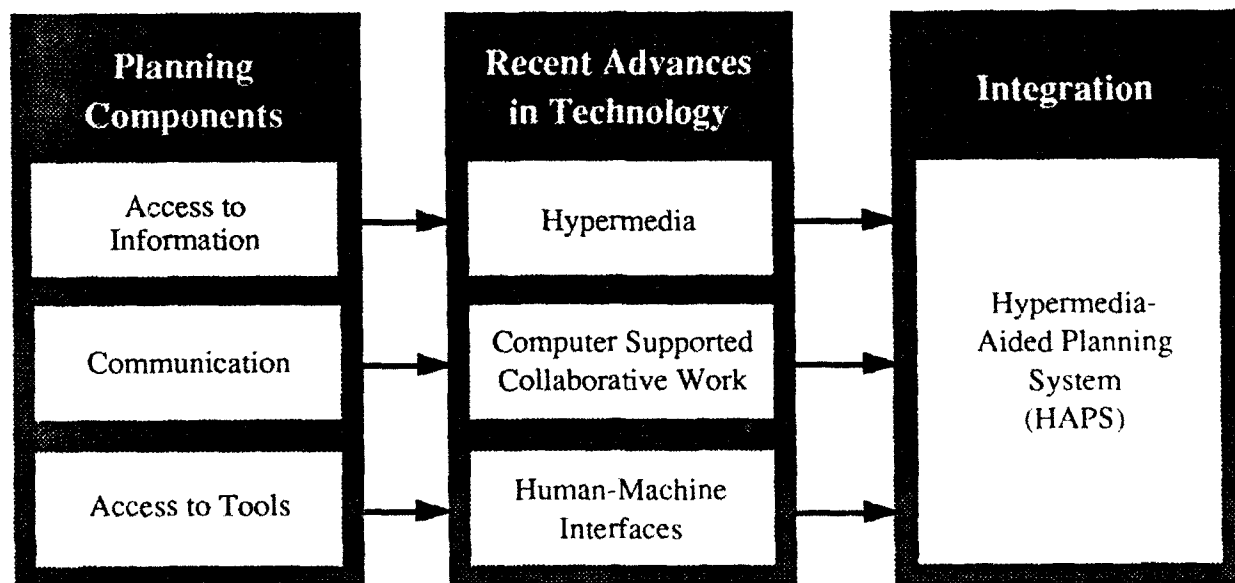 Planning
Components
Access to
Information
Communication
Access to Tools
Recent Advances
in Technology
Hypermedia
Computer Supported
Collaborative Work
Human-Machine
Interfaces
Integration
Hypermedia-
Aided Planning
System
(HAPS)